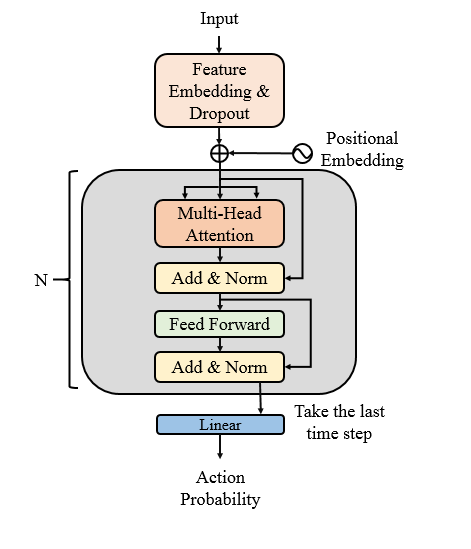 Input
Feature
Embedding &
Dropout
Positional
Embedding
Multi-Head
Attention
Add & Norm
N
Feed Forward
Add & Norm
Take the last
time step
Linear
Action
Probability